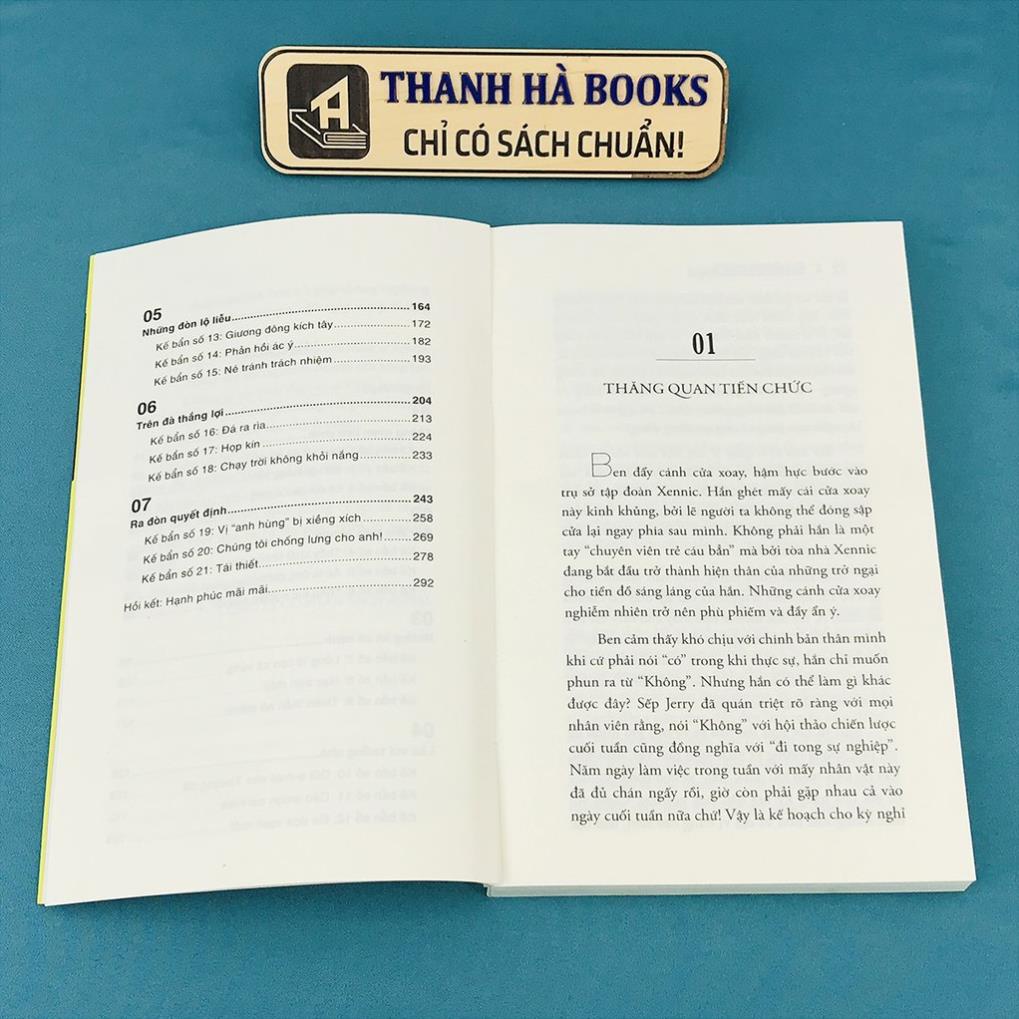 THANH HÀ BOOKS
CHỈ CÓ SÁCH CHUẨN!
05
Những đòn lộ liễu 164
Kế bẩn số 13: Giương đông kích tây 172
Kế bẩn số 14: Phản hồi ác ý 182
Kế bẩn số 15: Né tránh trách nhiệm 193
06
Trên đà thắng lợi 204
Kế bẩn số 16: Đá ra rìa 213
Kế bẩn số 17: Họp kín 224
Kế bẩn số 18: Chạy trời không khỏi nắng 233
07
Ra đòn quyết định 243
Kế bẩn số 19: Vị "anh hùng" bị xiềng xích 258
Kế bẩn số 20: Chúng tôi chống lưng cho anh! 269
Kế bẩn số 21: Tái thiết 278
Hồi kết: Hạnh phúc mãi mãi 292
01
THĂNG QUAN TIẾN CHỨC
Ben đẩy cánh cửa xoay, hậm hực bước vào
trụ sở tập đoàn Xennic. Hắn ghét mấy cái cửa xoay
này kinh khủng, bởi lẽ người ta không thể đóng sập
cửa lại ngay phía sau mình. Không phải hắn là một
tay "chuyên viên trẻ cáu bẳn" mà bởi tòa nhà Xennic
đang bắt đầu trở thành hiện thân của những trở ngại
cho tiền đồ sáng láng của hắn. Những cánh cửa xoay
nghiễm nhiên trở nên phù phiếm và đầy ẩn ý.
Ben cảm thấy khó chịu với chính bản thân mình
khi cứ phải nói "có" trong khi thực sự, hắn chỉ muốn
phun ra từ "Không". Nhưng hắn có thể làm gì khác
được đây? Sếp Jerry đã quán triệt rõ ràng với mọi
nhân viên rằng, nói "Không" với hội thảo chiến lược
cuối tuần cũng đồng nghĩa với "đi tong sự nghiệp".
Năm ngày làm việc trong tuần với mấy nhân vật này
đã đủ chán ngấy rồi, giờ còn phải gặp nhau cả vào
ngày cuối tuần nữa chứ! Vậy là kế hoạch cho kỳ nghỉ